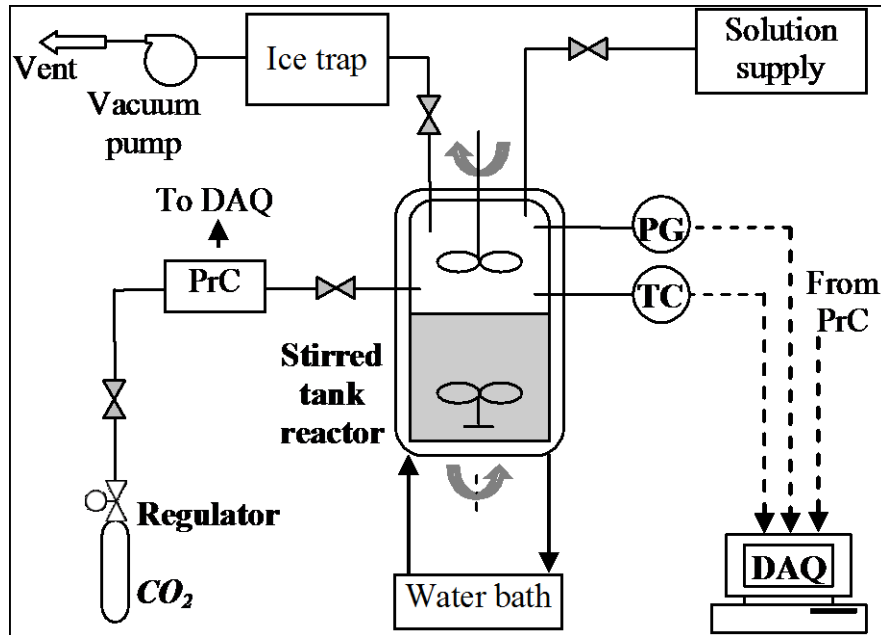 Vent
Vacuum
pump
Ice trap
Solution
supply
To DAQ
PrC
PG
TC
From
PrC
Stirred
tank
reactor
Regulator
CO₂
Water bath
DAQ